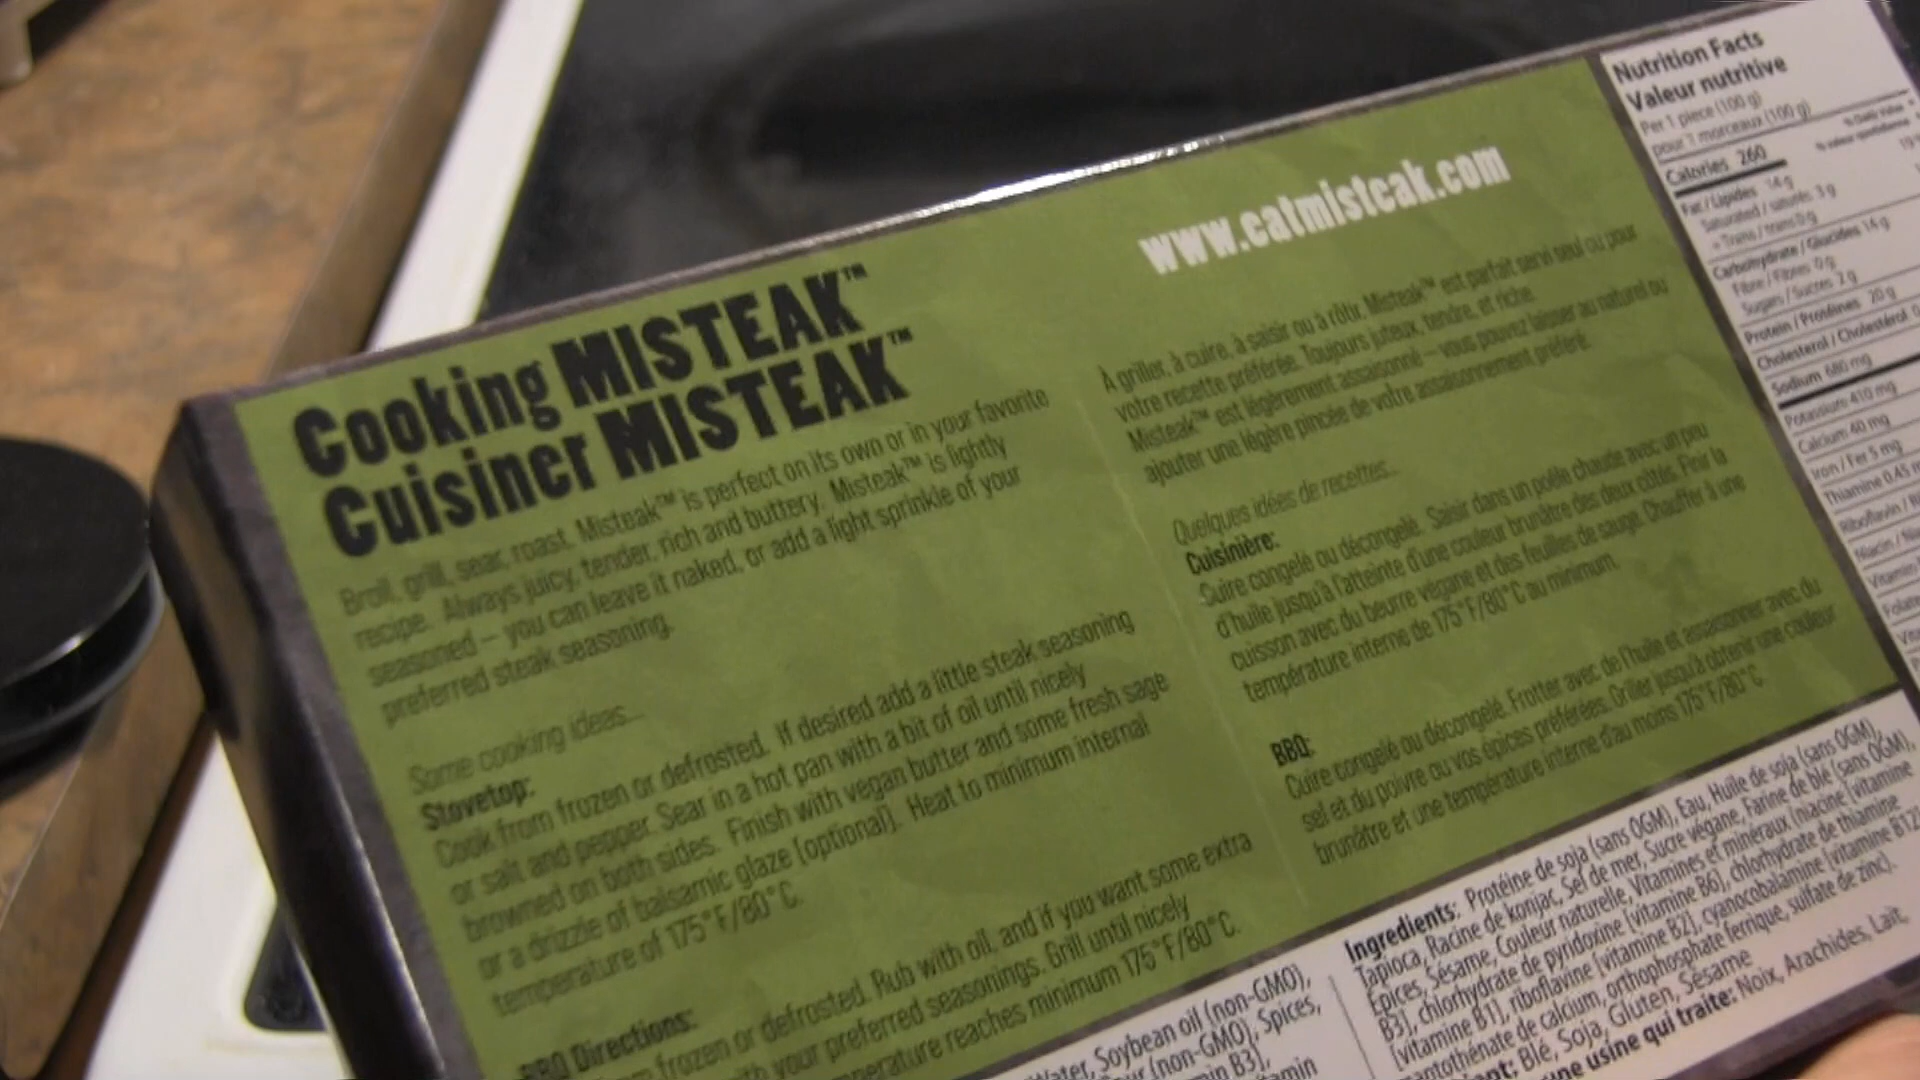 Cooking MISTEAK™
Cuisiner MISTEAK™
Broil, grill, sear, roast. Misteak™ is perfect on its own or in your favorite
recipe. Always juicy, tender, rich and buttery. Misteak™ is lightly
seasoned – you can leave it naked, or add a light sprinkle of your
preferred steak seasoning.
Some cooking ideas...
Stovetop:
Cook from frozen or defrosted. If desired add a little steak seasoning
or salt and pepper. Sear in a hot pan with a bit of oil until nicely
browned on both sides. Finish with vegan butter and some fresh sage
or a drizzle of balsamic glaze [optional]. Heat to minimum internal
temperature of 175°F/80°C.
BBQ Directions:
from frozen or defrosted. Rub with oil, and if you want some extra
with your preferred seasonings. Grill until nicely
temperature reaches minimum 175°F/80°C.
www.eatmisteak.com
À griller, à cuire, à saisir ou à rôtir. Misteak™ est parfait servi seul ou pour
votre recette préférée. Toujours juteux, tendre, et riche.
Misteak™ est légèrement assaisonné – vous pouvez laisser au naturel ou
ajouter une légère pincée de votre assaisonnement préféré.
Quelques idées de recettes...
Cuisinière:
Cuire congelé ou décongelé. Saisir dans un poêle chaude avec un peu
d'huile jusqu'à l'atteinte d'une couleur brunâtre des deux côtés. Finir la
cuisson avec du beurre végane et des feuilles de sauge. Chauffer à une
température interne de 175°F/80°C au minimum.
BBQ:
Cuire congelé ou décongelé. Frotter avec de l'huile et assaisonner avec du
sel et du poivre ou vos épices préférées. Griller jusqu'à obtenir une couleur
brunâtre et une température interne d'au moins 175°F/80°C
Nutrition Facts
Valeur nutritive
Per 1 piece (100 g)
pour 1 morceaux (100 g)
% Daily Value
% valeur quotidienne
Calories 260
Fat / Lipides 14 g
Saturated / saturés 3 g
+ Trans / trans 0 g
Carbohydrate / Glucides 14 g
Fibre / Fibres 0 g
Sugars / Sucres 2 g
Protein / Protéines 20 g
Cholesterol / Cholestérol
Sodium 680 mg
Potassium 410 mg
Calcium 40 mg
Iron / Fer 5 mg
Thiamine 0.45
Riboflavin
Niacin
Water, Soybean oil (non-GMO),
(non-GMO), Spices,
B3),
Ingredients: Protéine de soja (sans OGM), Eau, Huile de soja (sans OGM),
Tapioca, Racine de konjac, Sel de mer, Sucre végane, Farine de blé (sans OGM),
Épices, Sésame, Couleur naturelle, Vitamines et minéraux (niacine [vitamine
B3], chlorhydrate de pyridoxine [vitamine B6], chlorhydrate de thiamine
[vitamine B1], riboflavine [vitamine B2], cyanocobalamine [vitamine B12]
pantothénate de calcium, orthophosphate ferrique, sulfate de zinc).
Blé, Soja, Gluten, Sésame
usine qui traite: Noix, Arachides, Lait,